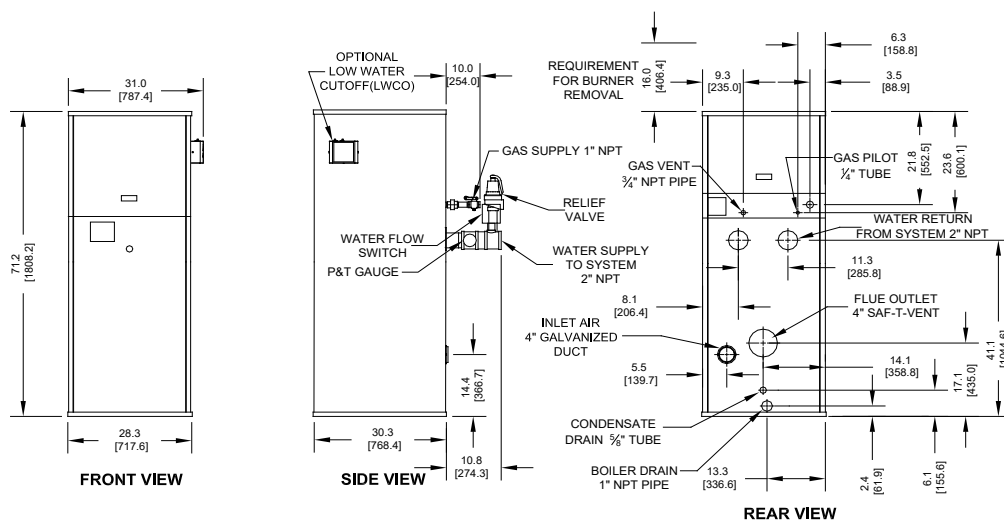 31.0
[787.4]
71.2
[1808.2]
28.3
[717.6]
FRONT VIEW
OPTIONAL
LOW WATER
CUTOFF(LWCO)
10.0
[254.0]
GAS SUPPLY 1" NPT
RELIEF
VALVE
WATER FLOW
SWITCH
P&T GAUGE
WATER SUPPLY
TO SYSTEM
2" NPT
14.4
[366.7]
30.3
[768.4]
10.8
[274.3]
SIDE VIEW
16.0
[406.4]
REQUIREMENT
FOR BURNER
REMOVAL
9.3
[235.0]
6.3
[158.8]
3.5
[88.9]
21.8
[552.5]
23.6
[600.1]
GAS VENT
¾" NPT PIPE
GAS PILOT
¼" TUBE
WATER RETURN
FROM SYSTEM 2" NPT
11.3
[285.8]
8.1
[206.4]
FLUE OUTLET
4" SAF-T-VENT
INLET AIR
4" GALVANIZED
DUCT
41.1
[1044.6]
5.5
[139.7]
14.1
[358.8]
17.1
[435.0]
CONDENSATE
DRAIN ⅝" TUBE
BOILER DRAIN
1" NPT PIPE
13.3
[336.6]
2.4
[61.9]
6.1
[155.6]
REAR VIEW